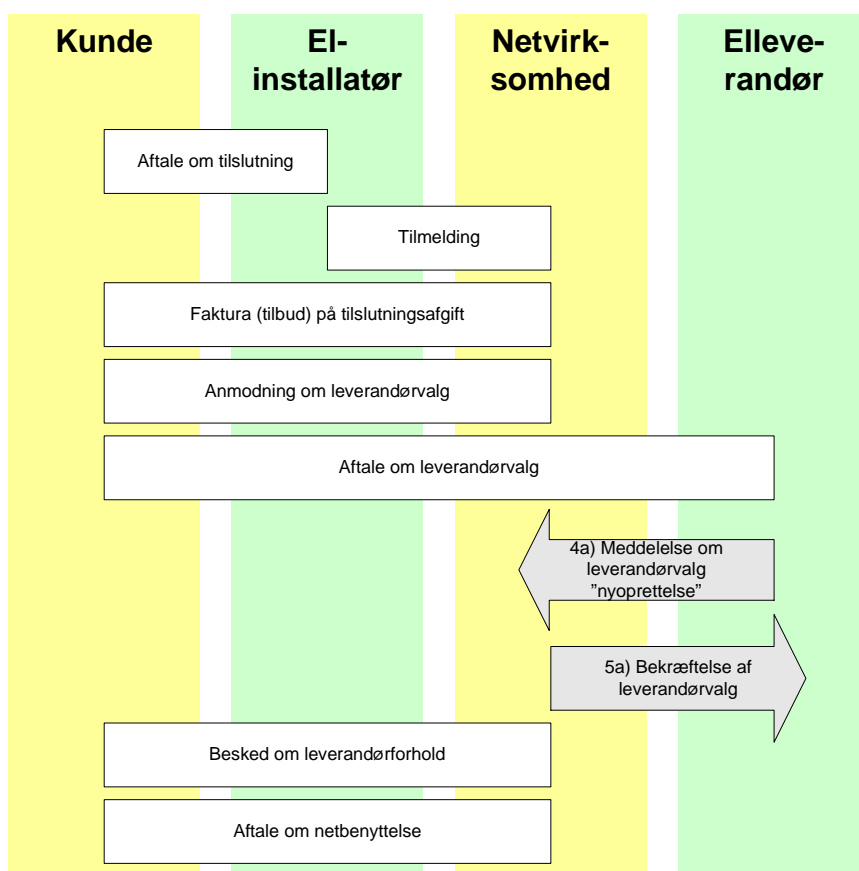 Kunde
El-
installatør
Netvirk-
somhed
Elleve-
randør
Aftale om tilslutning
Tilmelding
Faktura (tilbud) på tilslutningsafgift
Anmodning om leverandørvalg
Aftale om leverandørvalg
4a) Meddelelse om
leverandørvalg
”nyoprettelse”
5a) Bekræftelse af
leverandørvalg
Besked om leverandørforhold
Aftale om netbenyttelse